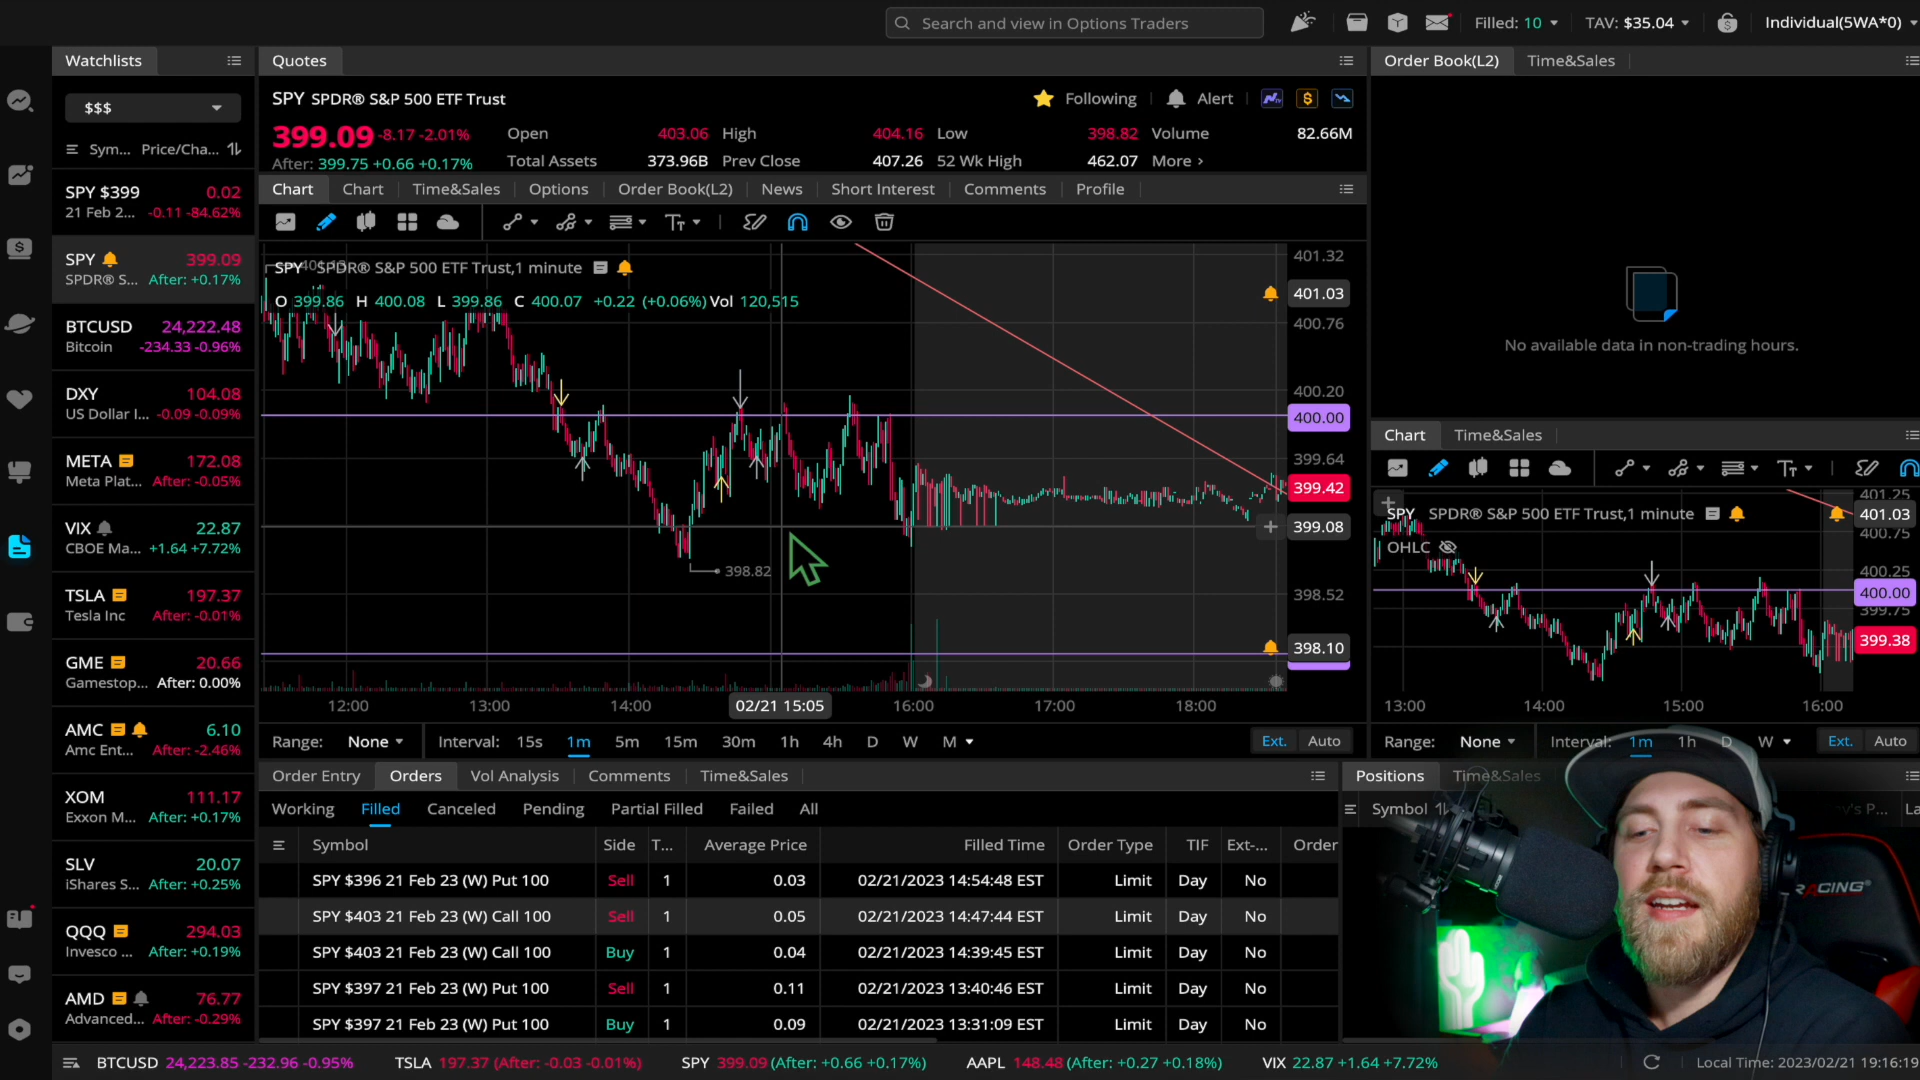 Search and view in Options Traders
Filled: 10
TAV: $35.04
Individual(5WA*0)
Watchlists
$$$
Sym... Price/Cha...
SPY $399 0.02
21 Feb 2... -0.11 -84.62%
SPY 399.09
SPDR® S... After: +0.17%
BTCUSD 24,222.48
Bitcoin -234.33 -0.96%
DXY 104.08
US Dollar I... -0.09 -0.09%
META 172.08
Meta Plat... After: -0.05%
VIX 22.87
CBOE Ma... +1.64 +7.72%
TSLA 197.37
Tesla Inc After: -0.01%
GME 20.66
Gamestop... After: 0.00%
AMC 6.10
Amc Ent... After: -2.46%
XOM 111.17
Exxon M... After: +0.17%
SLV 20.07
iShares S... After: +0.25%
QQQ 294.03
Invesco ... After: +0.19%
AMD 76.77
Advanced... After: -0.29%
Quotes
SPY SPDR® S&P 500 ETF Trust
Following Alert
399.09 -8.17 -2.01%
After: 399.75 +0.66 +0.17%
Open 403.06 High 404.16 Low 398.82 Volume 82.66M
Total Assets 373.96B Prev Close 407.26 52 Wk High 462.07 More >
Chart Chart Time&Sales Options Order Book(L2) News Short Interest Comments Profile
SPY SPDR® S&P 500 ETF Trust,1 minute
O 399.86 H 400.08 L 399.86 C 400.07 +0.22 (+0.06%) Vol 120,515
401.32
401.03
400.76
400.20
400.00
399.64
399.42
399.08
398.82
398.52
398.10
12:00 13:00 14:00 02/21 15:05 16:00 17:00 18:00
Range: None Interval: 15s 1m 5m 15m 30m 1h 4h D W M Ext. Auto
Order Entry Orders Vol Analysis Comments Time&Sales
Working Filled Canceled Pending Partial Filled Failed All
Symbol Side T... Average Price Filled Time Order Type TIF Ext-... Order
SPY $396 21 Feb 23 (W) Put 100 Sell 1 0.03 02/21/2023 14:54:48 EST Limit Day No
SPY $403 21 Feb 23 (W) Call 100 Sell 1 0.05 02/21/2023 14:47:44 EST Limit Day No
SPY $403 21 Feb 23 (W) Call 100 Buy 1 0.04 02/21/2023 14:39:45 EST Limit Day No
SPY $397 21 Feb 23 (W) Put 100 Sell 1 0.11 02/21/2023 13:40:46 EST Limit Day No
SPY $397 21 Feb 23 (W) Put 100 Buy 1 0.09 02/21/2023 13:31:09 EST Limit Day No
Order Book(L2) Time&Sales
No available data in non-trading hours.
Chart Time&Sales
SPY SPDR® S&P 500 ETF Trust,1 minute
OHLC
401.25
401.03
400.75
400.25
400.00
399.75
399.38
13:00 14:00 15:00 16:00
Range: None Interval: 1m 1h D W Ext. Auto
Positions Time&Sales
Symbol
RACING®
BTCUSD 24,223.85 -232.96 -0.95% TSLA 197.37 (After: -0.03 -0.01%) SPY 399.09 (After: +0.66 +0.17%) AAPL 148.48 (After: +0.27 +0.18%) VIX 22.87 +1.64 +7.72%
Local Time: 2023/02/21 19:16:19